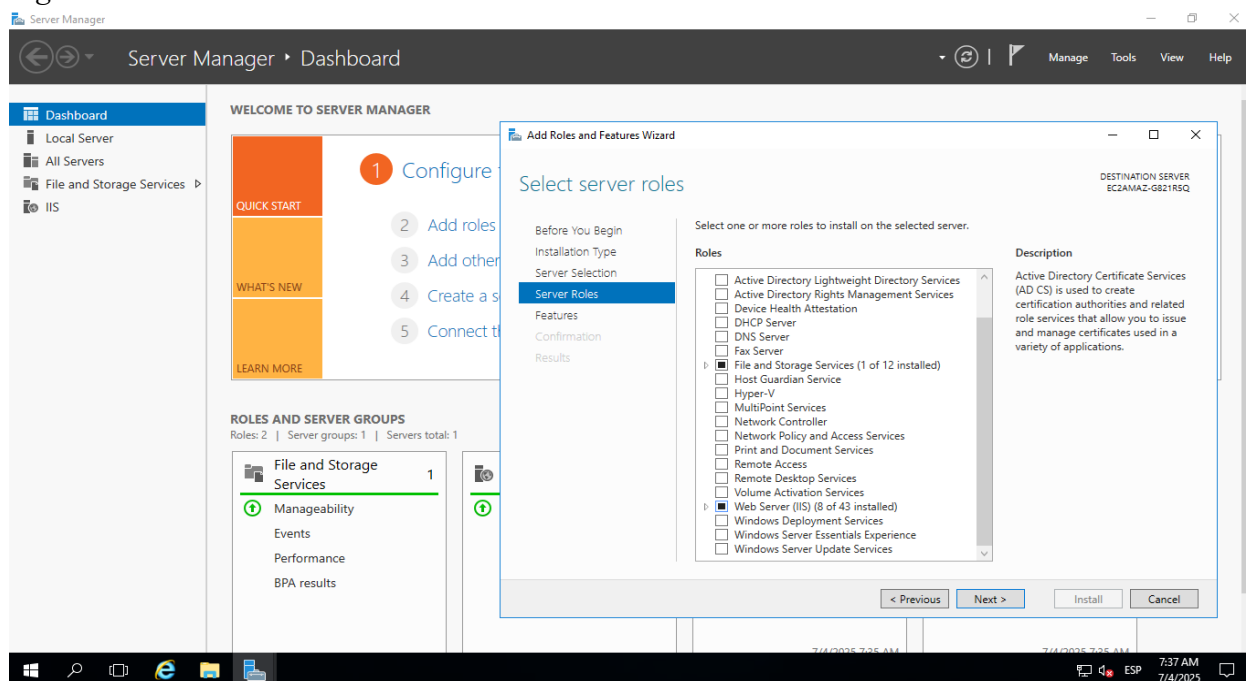 Server Manager
Server Manager • Dashboard
Manage Tools View Help
Dashboard
Local Server
All Servers
File and Storage Services
IIS
WELCOME TO SERVER MANAGER
QUICK START
WHAT'S NEW
LEARN MORE
1 Configure
2 Add roles
3 Add other
4 Create a s
5 Connect th
ROLES AND SERVER GROUPS
Roles: 2 | Server groups: 1 | Servers total: 1
File and Storage
Services
1
Manageability
Events
Performance
BPA results
Add Roles and Features Wizard
Select server roles
DESTINATION SERVER
EC2AMAZ-G821RSQ
Before You Begin
Installation Type
Server Selection
Server Roles
Features
Confirmation
Results
Select one or more roles to install on the selected server.
Roles
Active Directory Lightweight Directory Services
Active Directory Rights Management Services
Device Health Attestation
DHCP Server
DNS Server
Fax Server
File and Storage Services (1 of 12 installed)
Host Guardian Service
Hyper-V
MultiPoint Services
Network Controller
Network Policy and Access Services
Print and Document Services
Remote Access
Remote Desktop Services
Volume Activation Services
Web Server (IIS) (8 of 43 installed)
Windows Deployment Services
Windows Server Essentials Experience
Windows Server Update Services
Description
Active Directory Certificate Services
(AD CS) is used to create
certification authorities and related
role services that allow you to issue
and manage certificates used in a
variety of applications.
< Previous Next > Install Cancel
7/4/2025 7:35 AM
7/4/2025 7:35 AM
ESP
7:37 AM
7/4/2025